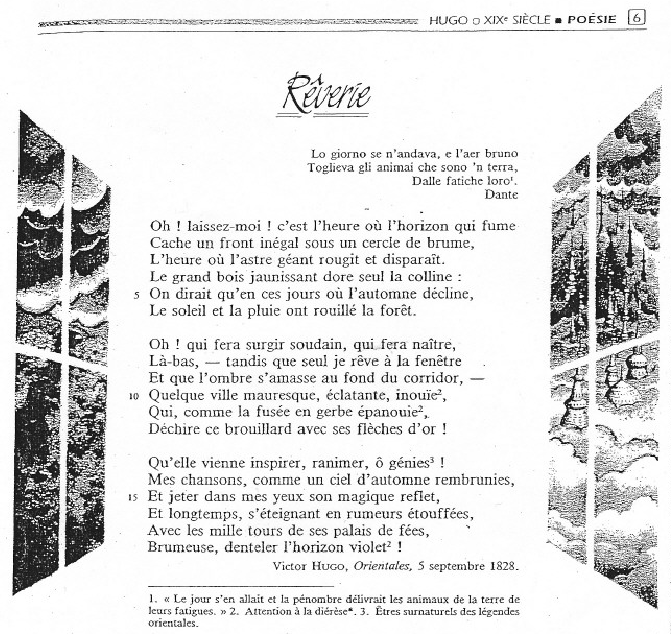 HUGO o XIXe SIÈCLE ■ POÉSIE 6
Rêverie
Lo giorno se n'andava, e l'aer bruno
Toglieva gli animai che sono 'n terra,
Dalle fatiche loro¹.
Dante
Oh ! laissez-moi ! c'est l'heure où l'horizon qui fume
Cache un front inégal sous un cercle de brume,
L'heure où l'astre géant rougit et disparaît.
Le grand bois jaunissant dore seul la colline :
5 On dirait qu'en ces jours où l'automne décline,
Le soleil et la pluie ont rouillé la forêt.
Oh ! qui fera surgir soudain, qui fera naître,
Là-bas, — tandis que seul je rêve à la fenêtre
Et que l'ombre s'amasse au fond du corridor, —
10 Quelque ville mauresque, éclatante, inouïe²,
Qui, comme la fusée en gerbe épanouie²,
Déchire ce brouillard avec ses flèches d'or !
Qu'elle vienne inspirer, ranimer, ô génies³ !
Mes chansons, comme un ciel d'automne rembrunies,
15 Et jeter dans mes yeux son magique reflet,
Et longtemps, s'éteignant en rumeurs étouffées,
Avec les mille tours de ses palais de fées,
Brumeuse, denteler l'horizon violet² !
Victor HUGO, Orientales, 5 septembre 1828.
1. « Le jour s'en allait et la pénombre délivrait les animaux de la terre de
leurs fatigues. » 2. Attention à la diérèse*. 3. Êtres surnaturels des légendes
orientales.